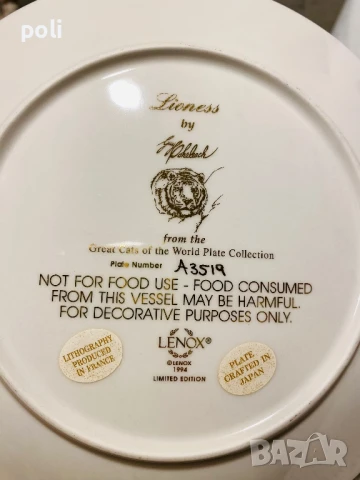 poli
Lioness
by
from the
Great Cats of the World Plate Collection
Plate Number A3519
NOT FOR FOOD USE - FOOD CONSUMED
FROM THIS VESSEL MAY BE HARMFUL.
FOR DECORATIVE PURPOSES ONLY.
LENOX®
©LENOX
1994
LIMITED EDITION
LITHOGRAPHY
PRODUCED
IN FRANCE
PLATE
CRAFTED IN
JAPAN
BAZAR